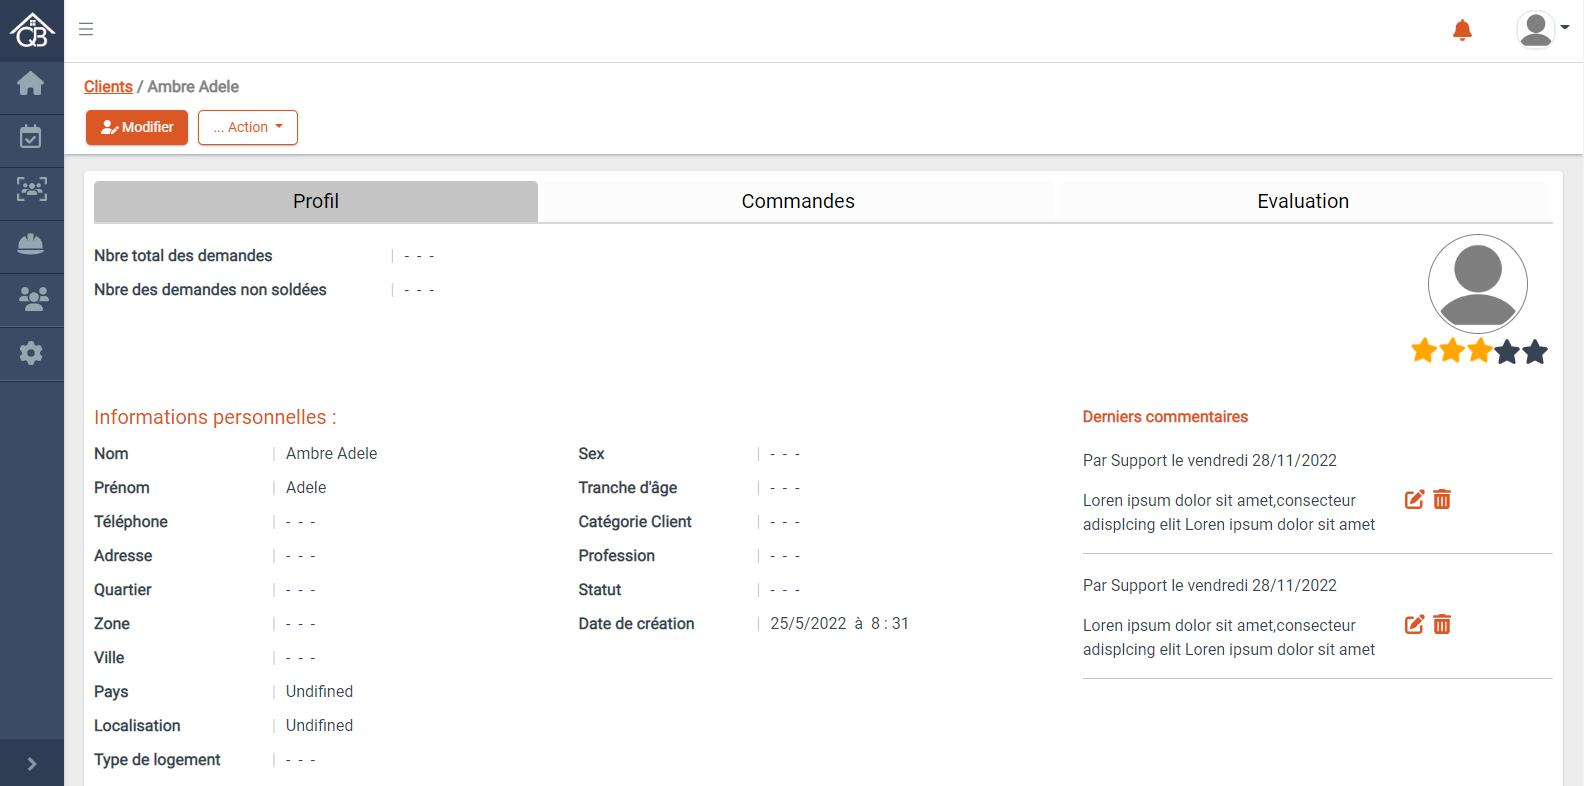 QB
Clients / Ambre Adele
Modifier
... Action
Profil
Commandes
Evaluation
Nbre total des demandes | - - -
Nbre des demandes non soldées | - - -
Informations personnelles :
Nom | Ambre Adele
Prénom | Adele
Téléphone | - - -
Adresse | - - -
Quartier | - - -
Zone | - - -
Ville | - - -
Pays | Undifined
Localisation | Undifined
Type de logement | - - -
Sex | - - -
Tranche d'âge | - - -
Catégorie Client | - - -
Profession | - - -
Statut | - - -
Date de création | 25/5/2022 à 8 : 31
Derniers commentaires
Par Support le vendredi 28/11/2022
Loren ipsum dolor sit amet,consecteur
adisplcing elit Loren ipsum dolor sit amet
Par Support le vendredi 28/11/2022
Loren ipsum dolor sit amet,consecteur
adisplcing elit Loren ipsum dolor sit amet